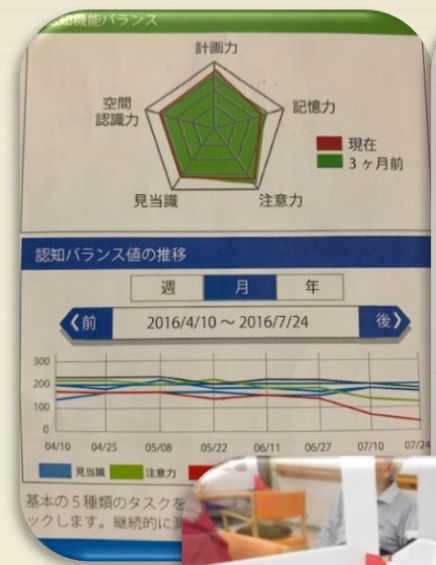 認知機能バランス
計画力
空間
認識力
記憶力
現在
3ヶ月前
見当識
注意力
認知バランス値の推移
週 月 年
前 2016/4/10 ～ 2016/7/24 後
300
200
100
0
04/10 04/25 05/08 05/22 06/11 06/27 07/10 07/24
見当識 注意力
基本の5種類のタスクを
ックします。継続的に